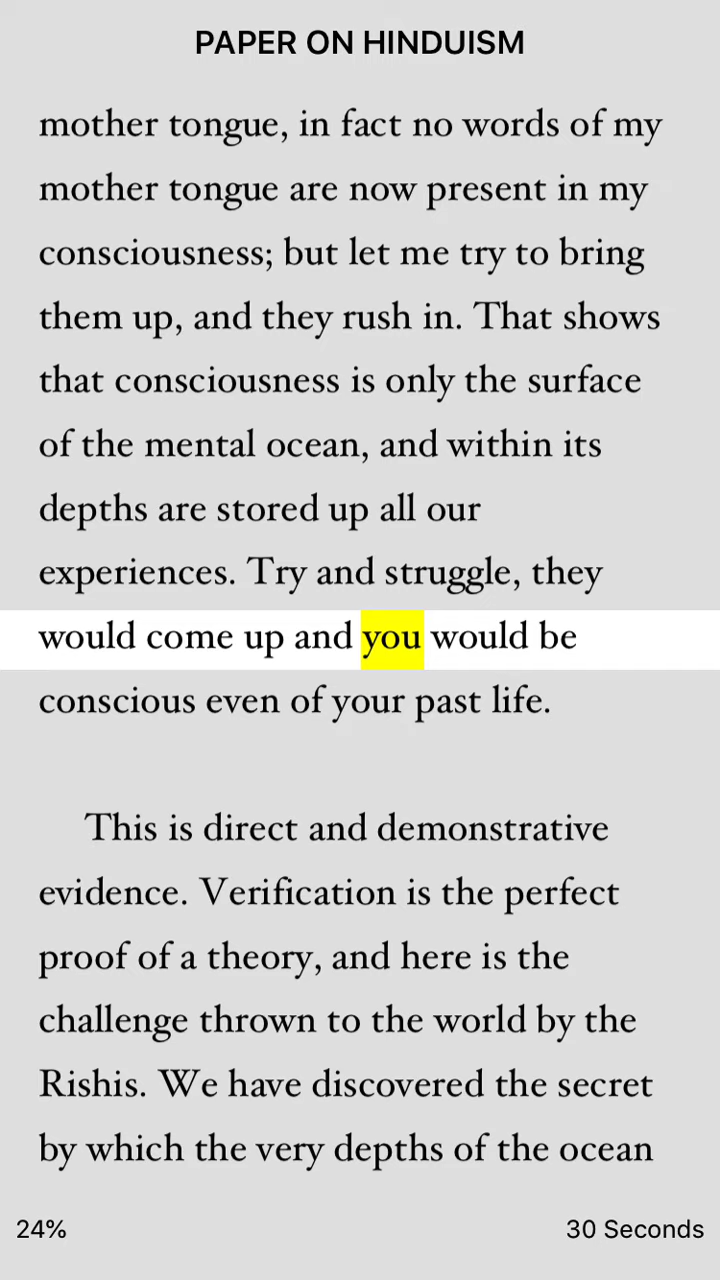 PAPER ON HINDUISM
mother tongue, in fact no words of my
mother tongue are now present in my
consciousness; but let me try to bring
them up, and they rush in. That shows
that consciousness is only the surface
of the mental ocean, and within its
depths are stored up all our
experiences. Try and struggle, they
would come up and you would be
conscious even of your past life.
This is direct and demonstrative
evidence. Verification is the perfect
proof of a theory, and here is the
challenge thrown to the world by the
Rishis. We have discovered the secret
by which the very depths of the ocean
24%
30 Seconds